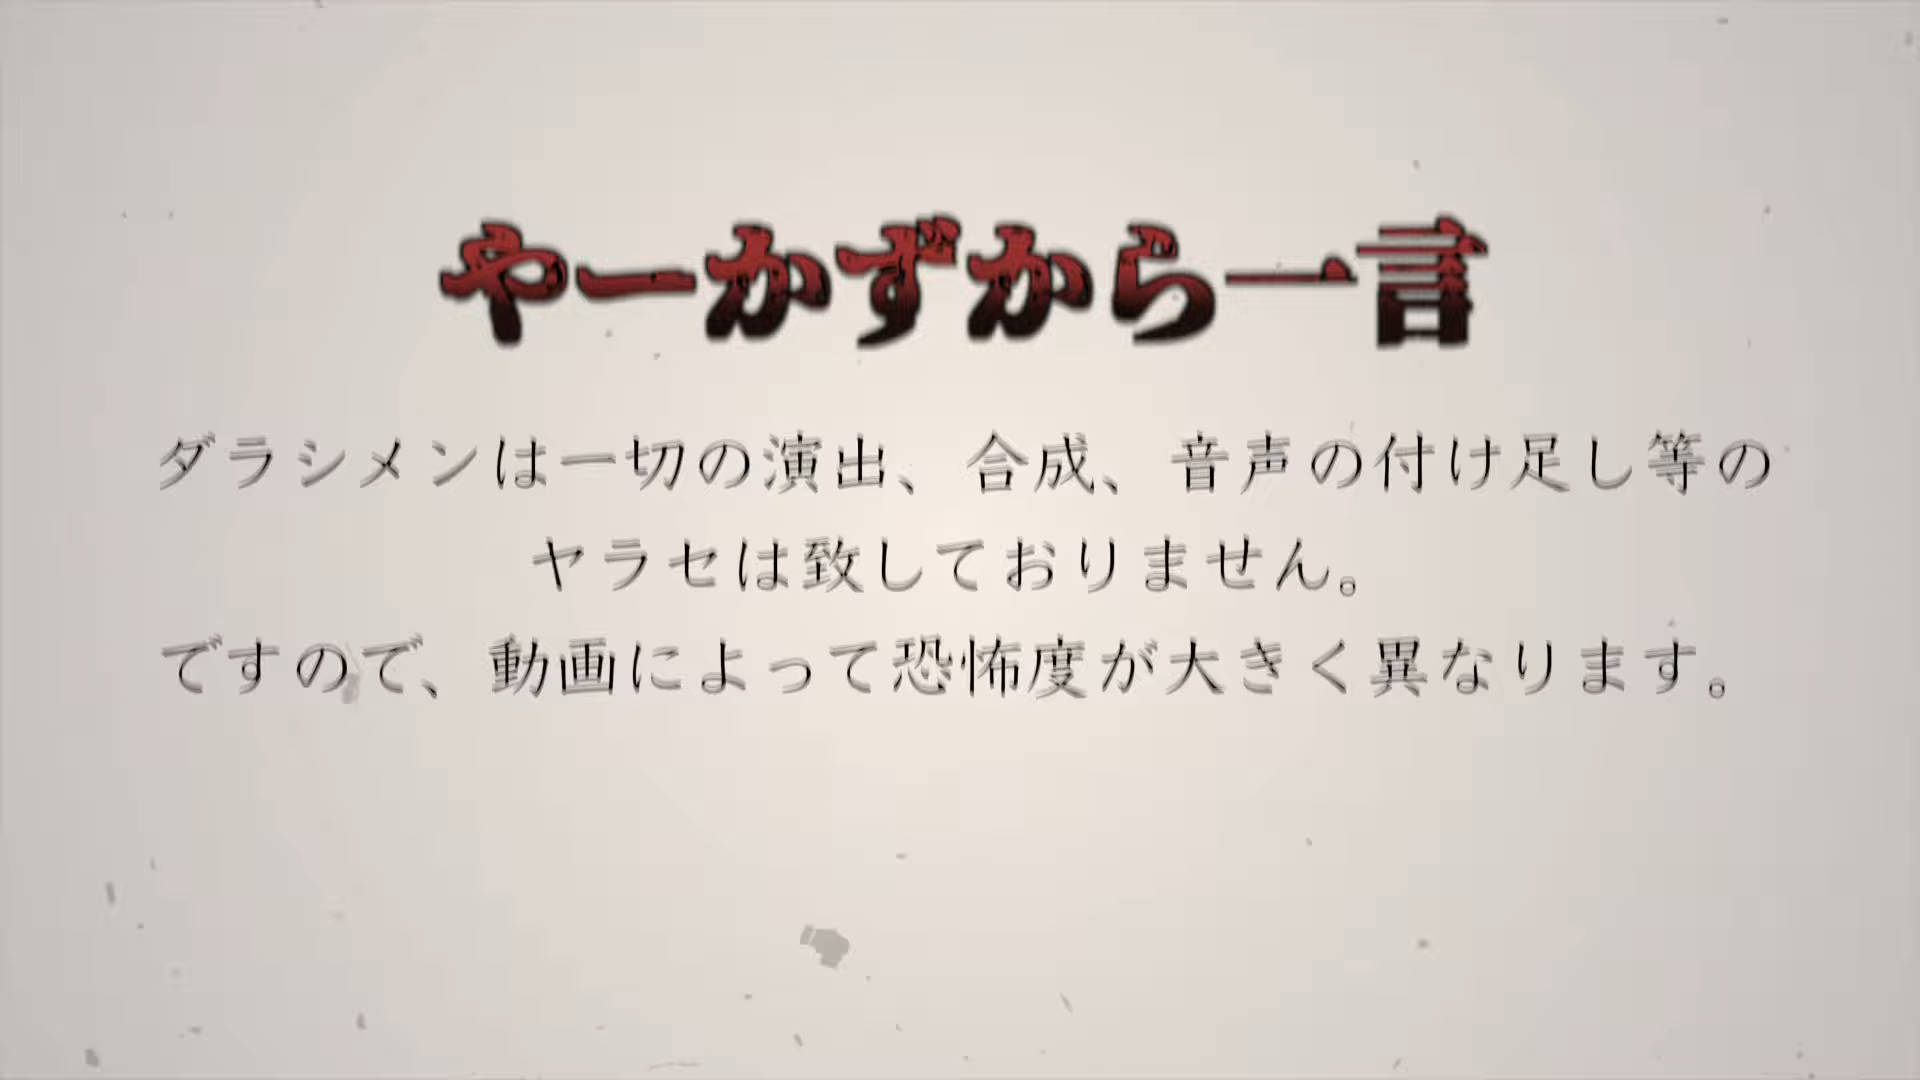 やーかずから一言
ダラシメンは一切の演出、合成、音声の付け足し等の
ヤラセは致しておりません。
ですので、動画によって恐怖度が大きく異なります。